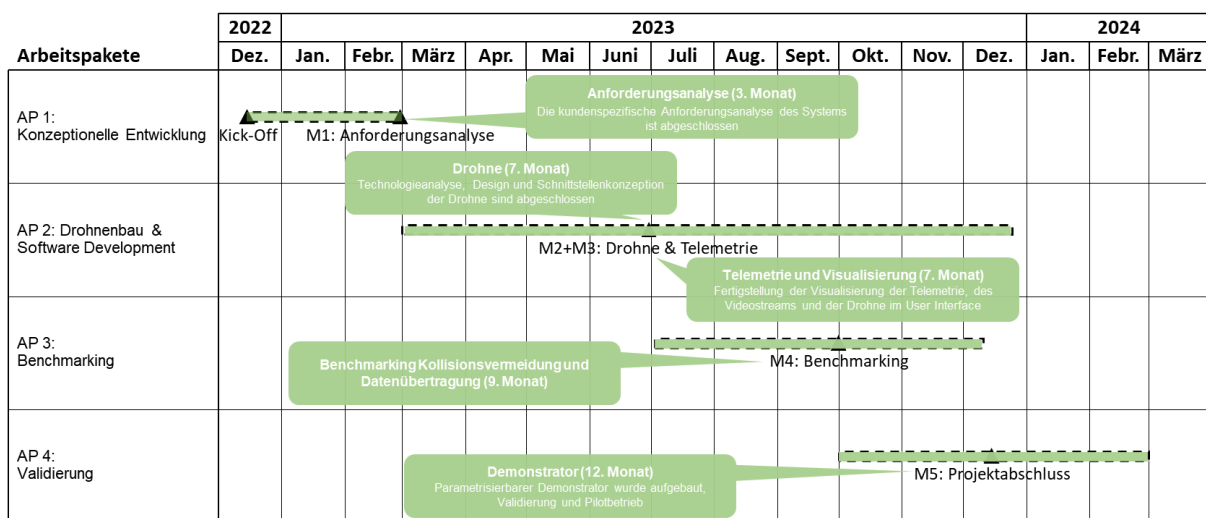 2022 2023 2024
Arbeitspakete Dez. Jan. Febr. März Apr. Mai Juni Juli Aug. Sept. Okt. Nov. Dez. Jan. Febr. März
AP 1:
Konzeptionelle Entwicklung
Kick-Off
M1: Anforderungsanalyse
Anforderungsanalyse (3. Monat)
Die kundenspezifische Anforderungsanalyse des Systems
ist abgeschlossen
Drohne (7. Monat)
Technologieanalyse, Design und Schnittstellenkonzeption
der Drohne sind abgeschlossen
AP 2: Drohnenbau &
Software Development
M2+M3: Drohne & Telemetrie
Telemetrie und Visualisierung (7. Monat)
Fertigstellung der Visualisierung der Telemetrie, des
Videostreams und der Drohne im User Interface
AP 3:
Benchmarking
M4: Benchmarking
Benchmarking Kollisionsvermeidung und
Datenübertragung (9. Monat)
AP 4:
Validierung
M5: Projektabschluss
Demonstrator (12. Monat)
Parametrisierbarer Demonstrator wurde aufgebaut,
Validierung und Pilotbetrieb